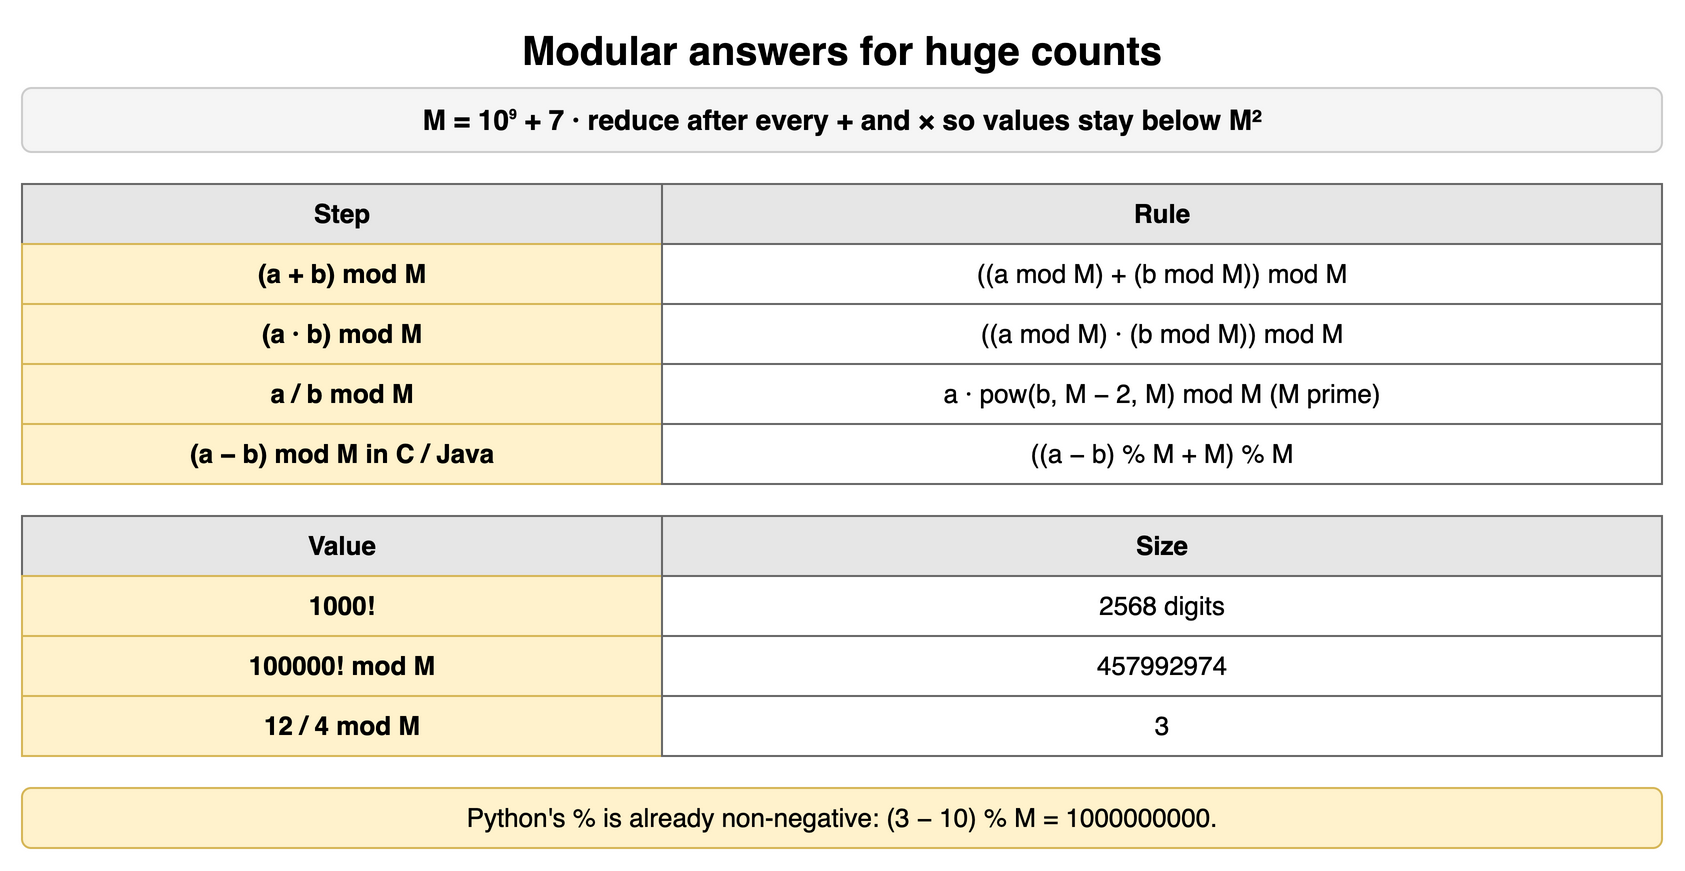 Modular answers for huge counts
M = 10⁹ + 7 · reduce after every + and × so values stay below M²
Step Rule
(a + b) mod M ((a mod M) + (b mod M)) mod M
(a · b) mod M ((a mod M) · (b mod M)) mod M
a / b mod M a · pow(b, M − 2, M) mod M (M prime)
(a − b) mod M in C / Java ((a − b) % M + M) % M
Value Size
1000! 2568 digits
100000! mod M 457992974
12 / 4 mod M 3
Python's % is already non-negative: (3 − 10) % M = 1000000000.